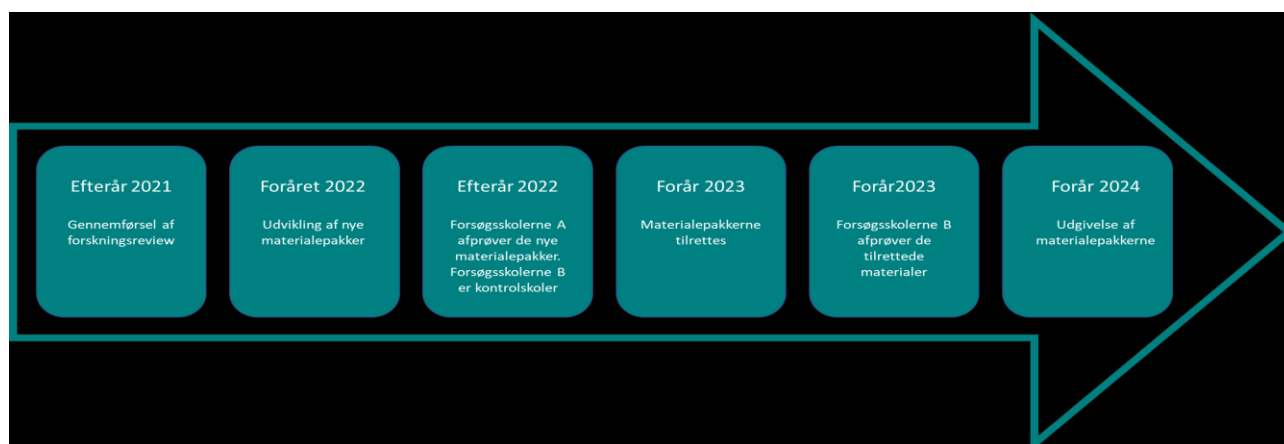 Efterår 2021
Gennemførsel af
forskningsreview
Foråret 2022
Udvikling af nye
materialepakker
Efterår 2022
Forsøgsskolerne A
afprøver de nye
materialepakker.
Forsøgsskolerne B
er kontrolskoler
Forår 2023
Materialepakkerne
tilrettes
Forår2023
Forsøgsskolerne B
afprøver de
tilrettede
materialer
Forår 2024
Udgivelse af
materialepakkerne